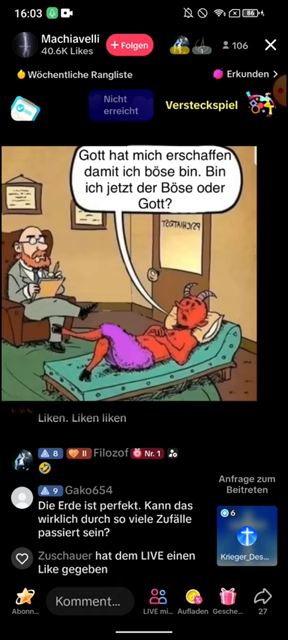 16:03
86
Machiavelli
40.6K Likes
+ Folgen
106
Wöchentliche Rangliste
Erkunden >
Nicht
erreicht
Versteckspiel
Gott hat mich erschaffen
damit ich böse bin. Bin
ich jetzt der Böse oder
Gott?
PSYCHIATRIST
Liken. Liken liken
8 II Filozof Nr. 1
🤣
9 Gako654
Die Erde ist perfekt. Kann das
wirklich durch so viele Zufälle
passiert sein?
Zuschauer hat dem LIVE einen
Like gegeben
Anfrage zum
Beitreten
6
Krieger_Des...
Abonn...
Kommentar...
LIVE mi...
Aufladen
Gesche...
27